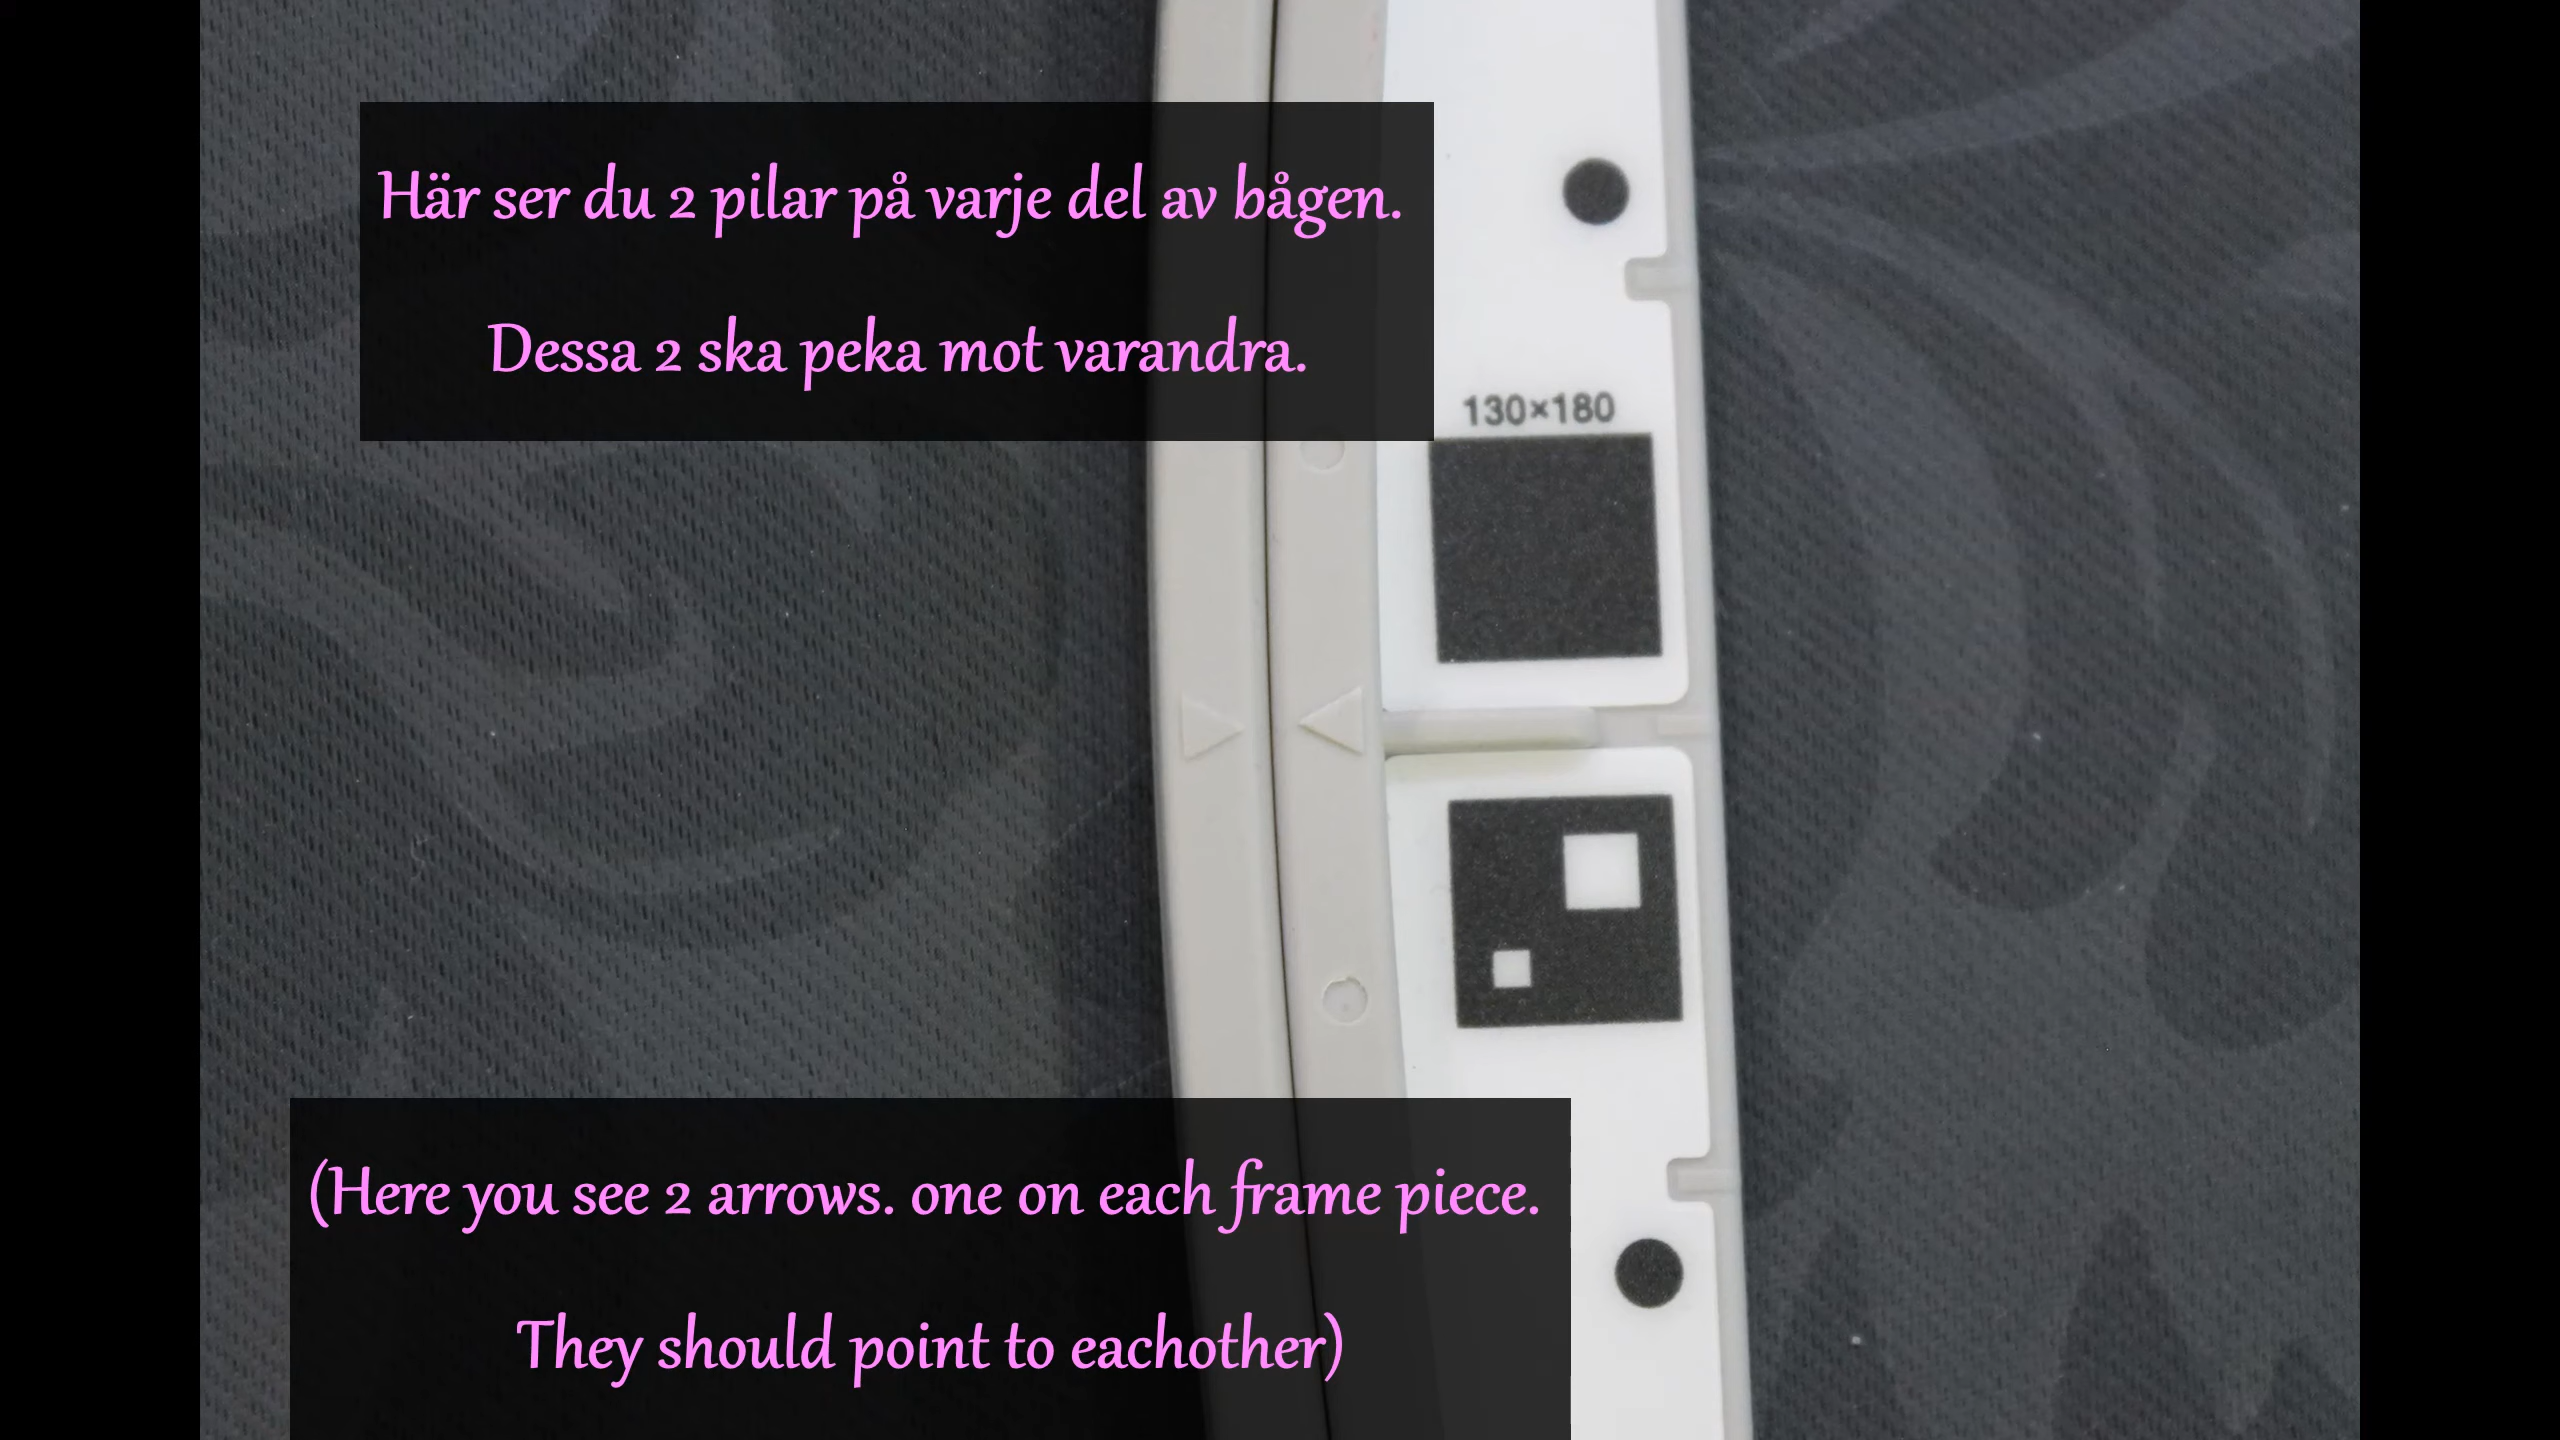 Här ser du 2 pilar på varje del av bågen.
Dessa 2 ska peka mot varandra.
130×180
(Here you see 2 arrows. one on each frame piece.
They should point to eachother)